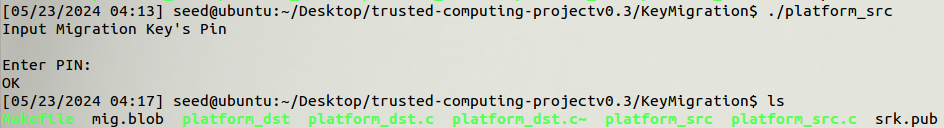 [05/23/2024 04:13] seed@ubuntu:~/Desktop/trusted-computing-projectv0.3/KeyMigration$ ./platform_src
Input Migration Key's Pin
Enter PIN:
OK
[05/23/2024 04:17] seed@ubuntu:~/Desktop/trusted-computing-projectv0.3/KeyMigration$ ls
Makefile mig.blob platform_dst platform_dst.c platform_dst.c~ platform_src platform_src.c srk.pub